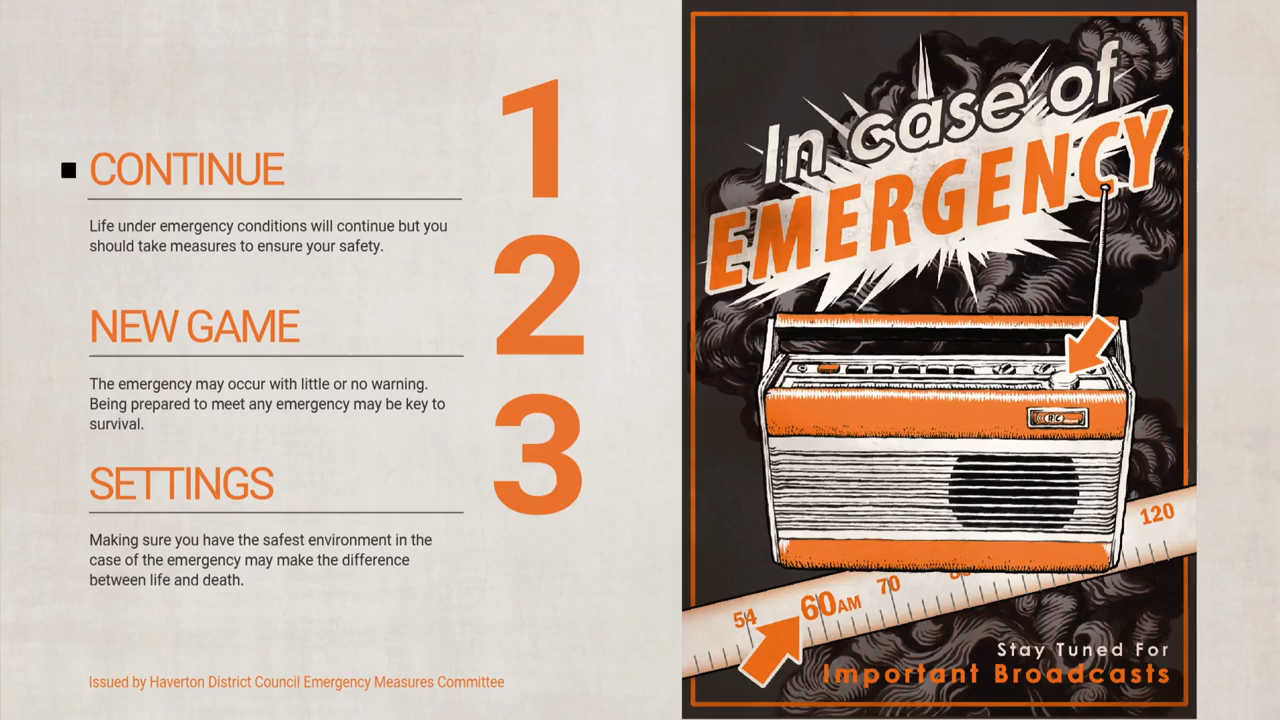 CONTINUE
1
Life under emergency conditions will continue but you
should take measures to ensure your safety.
NEW GAME
2
The emergency may occur with little or no warning.
Being prepared to meet any emergency may be key to
survival.
SETTINGS
3
Making sure you have the safest environment in the
case of the emergency may make the difference
between life and death.
Issued by Haverton District Council Emergency Measures Committee
In case of
EMERGENCY
54 60AM 70 120
Stay Tuned For
Important Broadcasts